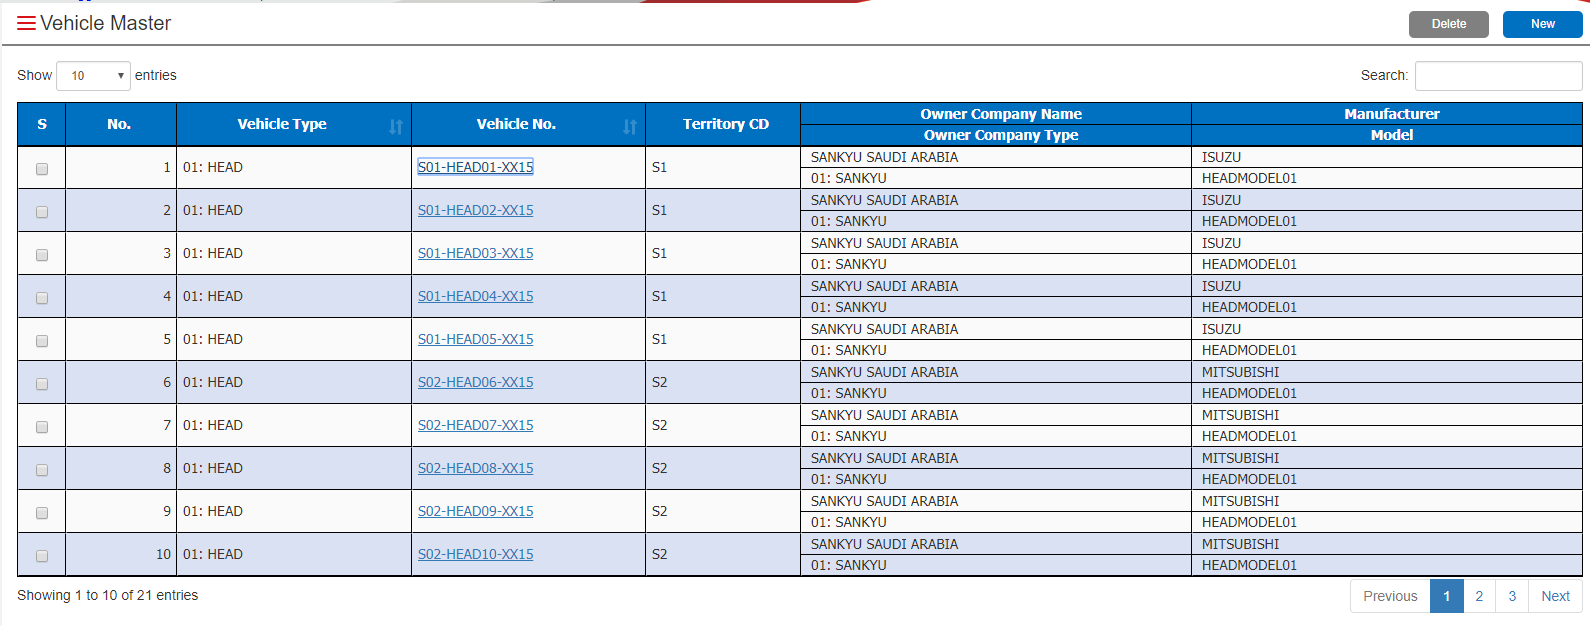 Vehicle Master
Delete
New
Show 10 entries
Search:
S No. Vehicle Type Vehicle No. Territory CD Owner Company Name Manufacturer
Owner Company Type Model
1 01: HEAD S01-HEAD01-XX15 S1 SANKYU SAUDI ARABIA ISUZU
01: SANKYU HEADMODEL01
2 01: HEAD S01-HEAD02-XX15 S1 SANKYU SAUDI ARABIA ISUZU
01: SANKYU HEADMODEL01
3 01: HEAD S01-HEAD03-XX15 S1 SANKYU SAUDI ARABIA ISUZU
01: SANKYU HEADMODEL01
4 01: HEAD S01-HEAD04-XX15 S1 SANKYU SAUDI ARABIA ISUZU
01: SANKYU HEADMODEL01
5 01: HEAD S01-HEAD05-XX15 S1 SANKYU SAUDI ARABIA ISUZU
01: SANKYU HEADMODEL01
6 01: HEAD S02-HEAD06-XX15 S2 SANKYU SAUDI ARABIA MITSUBISHI
01: SANKYU HEADMODEL01
7 01: HEAD S02-HEAD07-XX15 S2 SANKYU SAUDI ARABIA MITSUBISHI
01: SANKYU HEADMODEL01
8 01: HEAD S02-HEAD08-XX15 S2 SANKYU SAUDI ARABIA MITSUBISHI
01: SANKYU HEADMODEL01
9 01: HEAD S02-HEAD09-XX15 S2 SANKYU SAUDI ARABIA MITSUBISHI
01: SANKYU HEADMODEL01
10 01: HEAD S02-HEAD10-XX15 S2 SANKYU SAUDI ARABIA MITSUBISHI
01: SANKYU HEADMODEL01
Showing 1 to 10 of 21 entries
Previous 1 2 3 Next